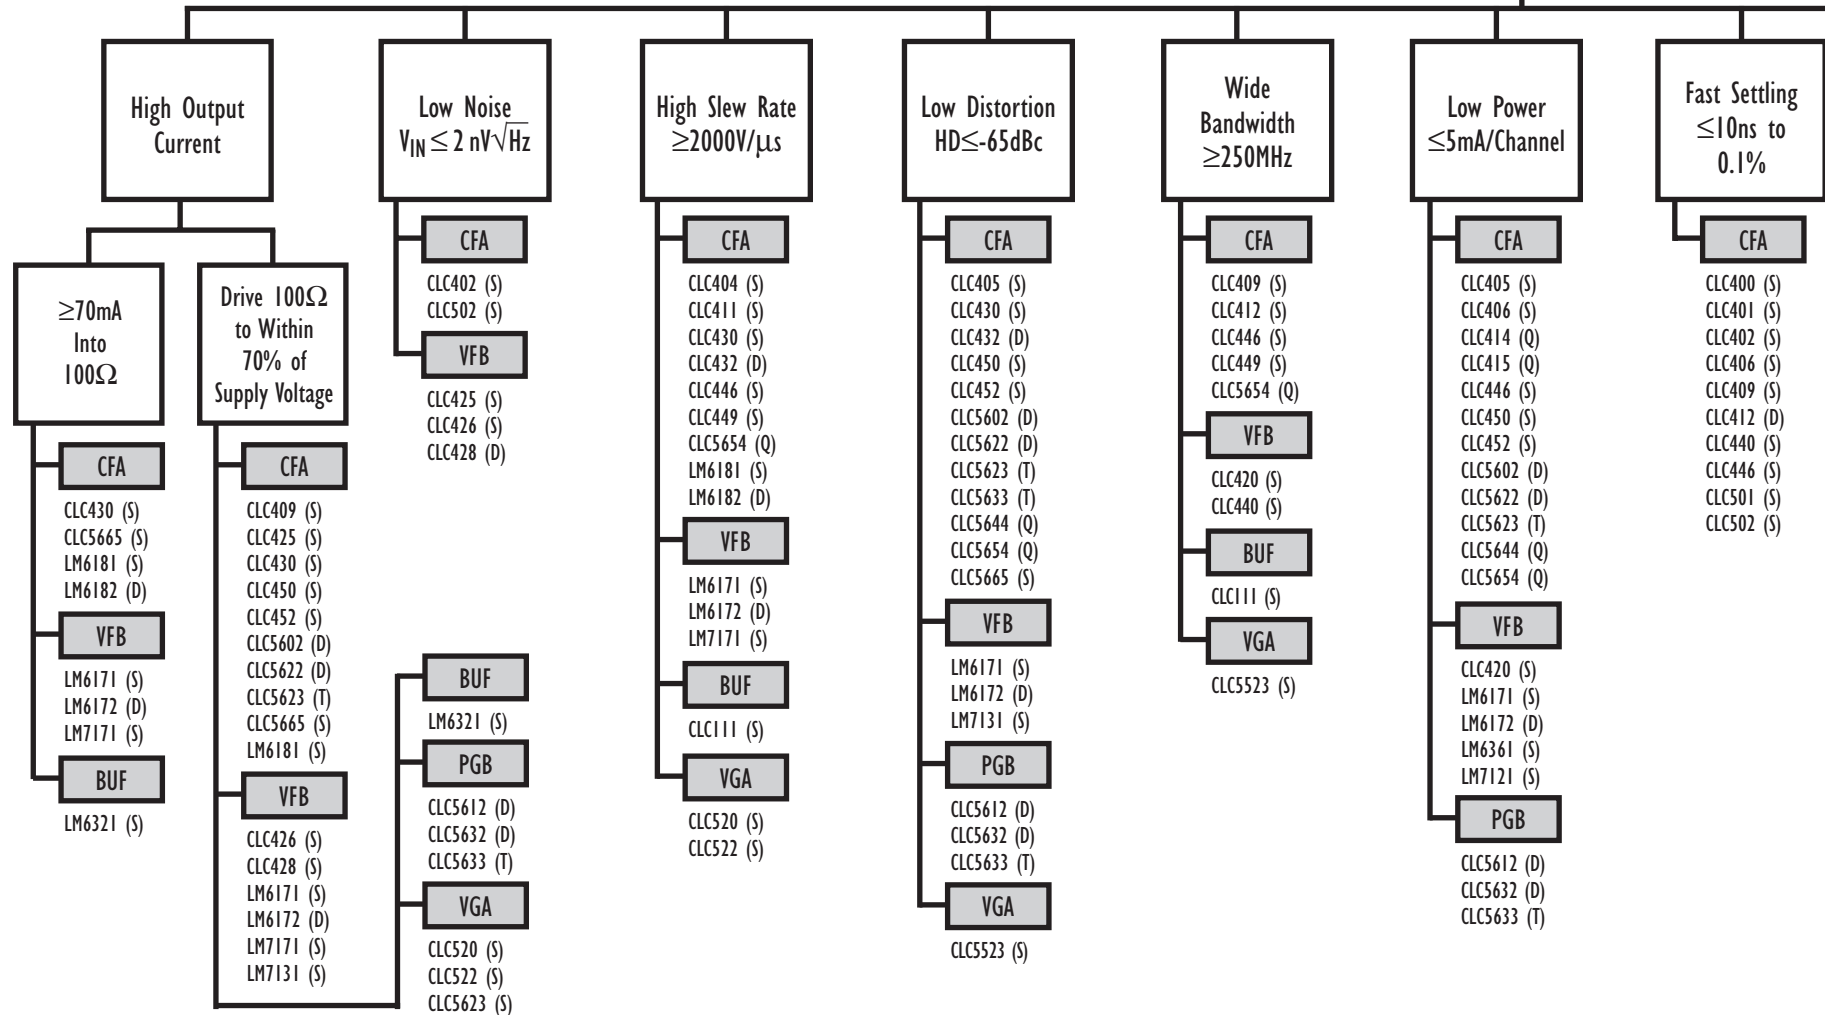 High Output
Current
≥70mA
Into
100Ω
CFA
CLC430 (S)
CLC5665 (S)
LM6181 (S)
LM6182 (D)
VFB
LM6171 (S)
LM6172 (D)
LM7171 (S)
BUF
LM6321 (S)
Drive 100Ω
to Within
70% of
Supply Voltage
CFA
CLC409 (S)
CLC425 (S)
CLC430 (S)
CLC450 (S)
CLC452 (S)
CLC5602 (D)
CLC5622 (D)
CLC5623 (T)
CLC5665 (S)
LM6181 (S)
VFB
CLC426 (S)
CLC428 (S)
LM6171 (S)
LM6172 (D)
LM7171 (S)
LM7131 (S)
BUF
LM6321 (S)
PGB
CLC5612 (D)
CLC5632 (D)
CLC5633 (T)
VGA
CLC520 (S)
CLC522 (S)
CLC5623 (S)
Low Noise
VIN ≤ 2 nV√Hz
CFA
CLC402 (S)
CLC502 (S)
VFB
CLC425 (S)
CLC426 (S)
CLC428 (D)
High Slew Rate
≥2000V/µs
CFA
CLC404 (S)
CLC411 (S)
CLC430 (S)
CLC432 (D)
CLC446 (S)
CLC449 (S)
CLC5654 (Q)
LM6181 (S)
LM6182 (D)
VFB
LM6171 (S)
LM6172 (D)
LM7171 (S)
BUF
CLC111 (S)
VGA
CLC520 (S)
CLC522 (S)
Low Distortion
HD≤-65dBc
CFA
CLC405 (S)
CLC430 (S)
CLC432 (D)
CLC450 (S)
CLC452 (S)
CLC5602 (D)
CLC5622 (D)
CLC5623 (T)
CLC5633 (T)
CLC5644 (Q)
CLC5654 (Q)
CLC5665 (S)
VFB
LM6171 (S)
LM6172 (D)
LM7131 (S)
PGB
CLC5612 (D)
CLC5632 (D)
CLC5633 (T)
VGA
CLC5523 (S)
Wide
Bandwidth
≥250MHz
CFA
CLC409 (S)
CLC412 (S)
CLC446 (S)
CLC449 (S)
CLC5654 (Q)
VFB
CLC420 (S)
CLC440 (S)
BUF
CLC111 (S)
VGA
CLC5523 (S)
Low Power
≤5mA/Channel
CFA
CLC405 (S)
CLC406 (S)
CLC414 (Q)
CLC415 (Q)
CLC446 (S)
CLC450 (S)
CLC452 (S)
CLC5602 (D)
CLC5622 (D)
CLC5623 (T)
CLC5644 (Q)
CLC5654 (Q)
VFB
CLC420 (S)
LM6171 (S)
LM6172 (D)
LM6361 (S)
LM7121 (S)
PGB
CLC5612 (D)
CLC5632 (D)
CLC5633 (T)
Fast Settling
≤10ns to
0.1%
CFA
CLC400 (S)
CLC401 (S)
CLC402 (S)
CLC406 (S)
CLC409 (S)
CLC412 (D)
CLC440 (S)
CLC446 (S)
CLC501 (S)
CLC502 (S)